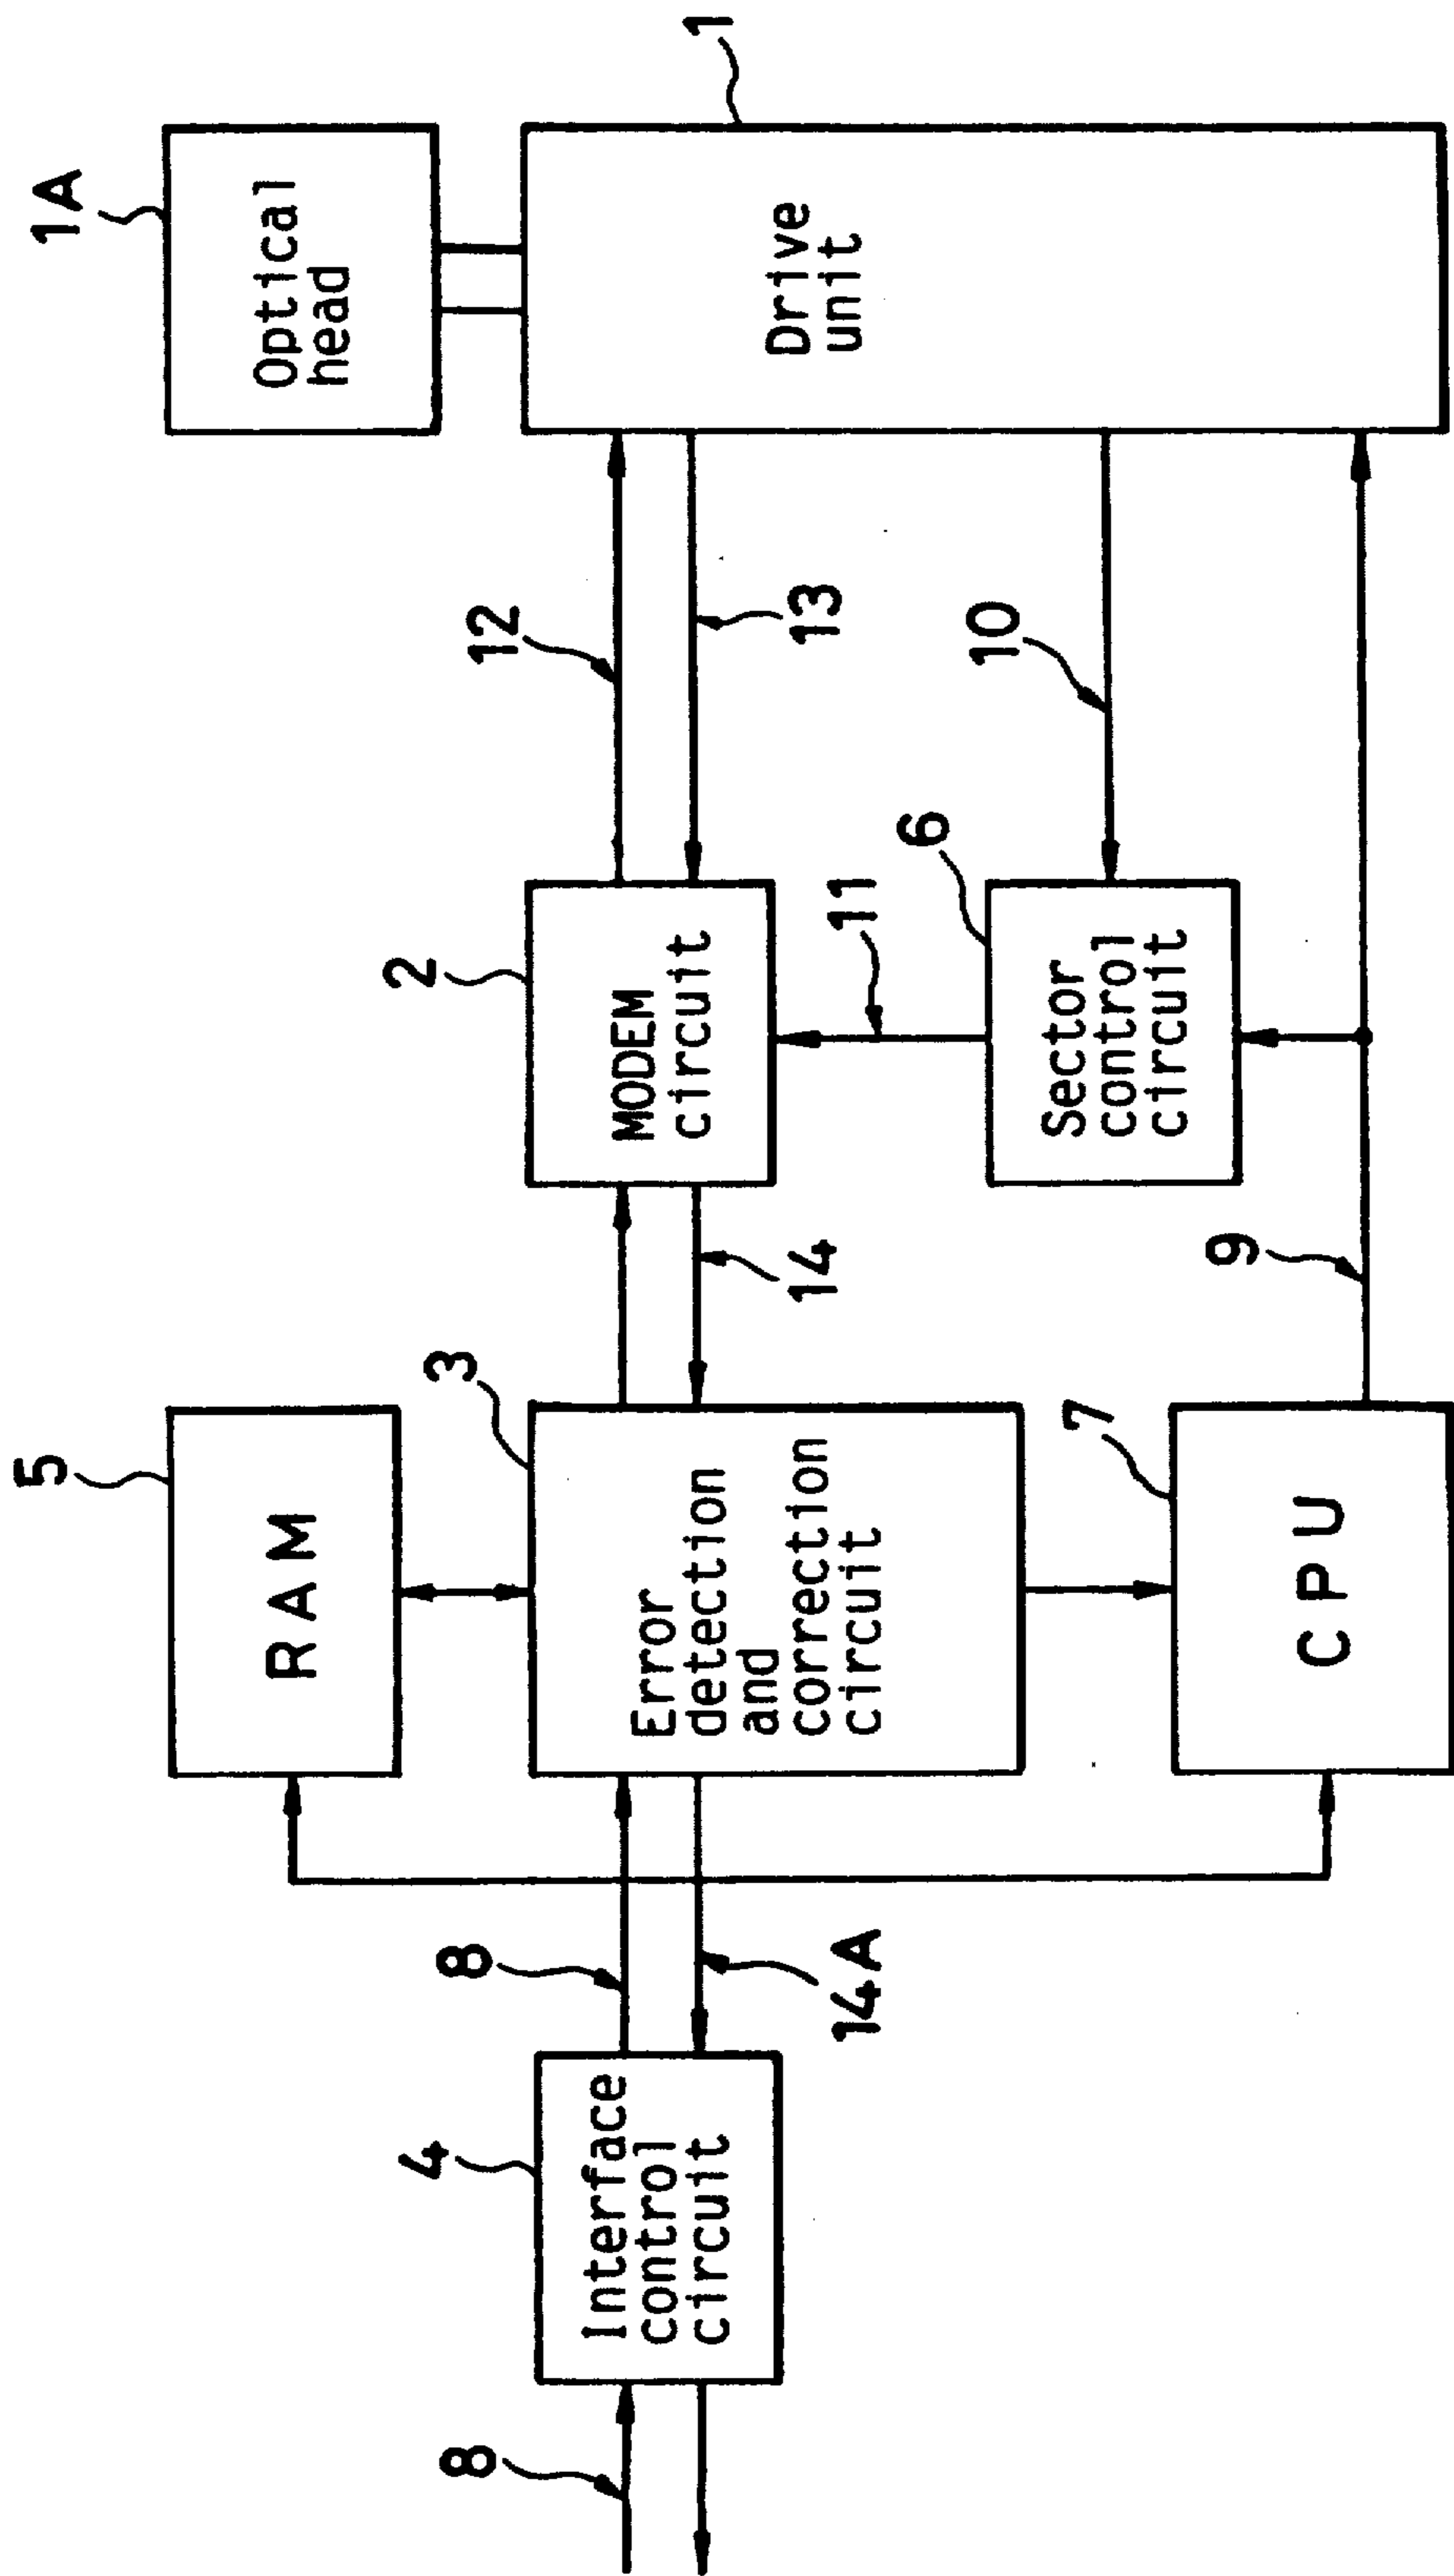 1A
Optical
head
1
Drive
unit
12
13
10
2
MODEM
circuit
11
6
Sector
control
circuit
14
9
5
RAM
3
Error
detection
and
correction
circuit
7
CPU
8
14A
4
Interface
control
circuit
8